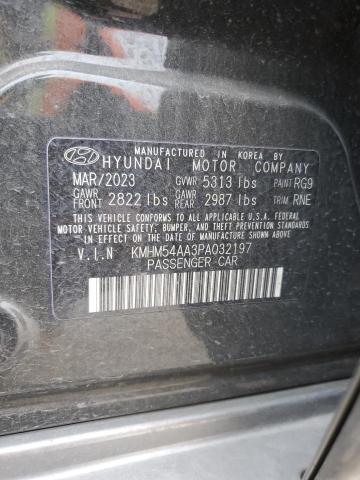 MANUFACTURED IN KOREA BY
HYUNDAI MOTOR COMPANY
MAR/2023 GVWR 5313 lbs PAINT RG9
GAWR FRONT 2822 lbs GAWR REAR 2987 lbs TRIM RNE
THIS VEHICLE CONFORMS TO ALL APPLICABLE U.S.A. FEDERAL
MOTOR VEHICLE SAFETY, BUMPER, AND THEFT PREVENTION
STANDARDS IN EFFECT ON THE DATE OF MANUFACTURE SHOWN ABOVE.
V.I.N KMHM54AA3PA032197
PASSENGER CAR